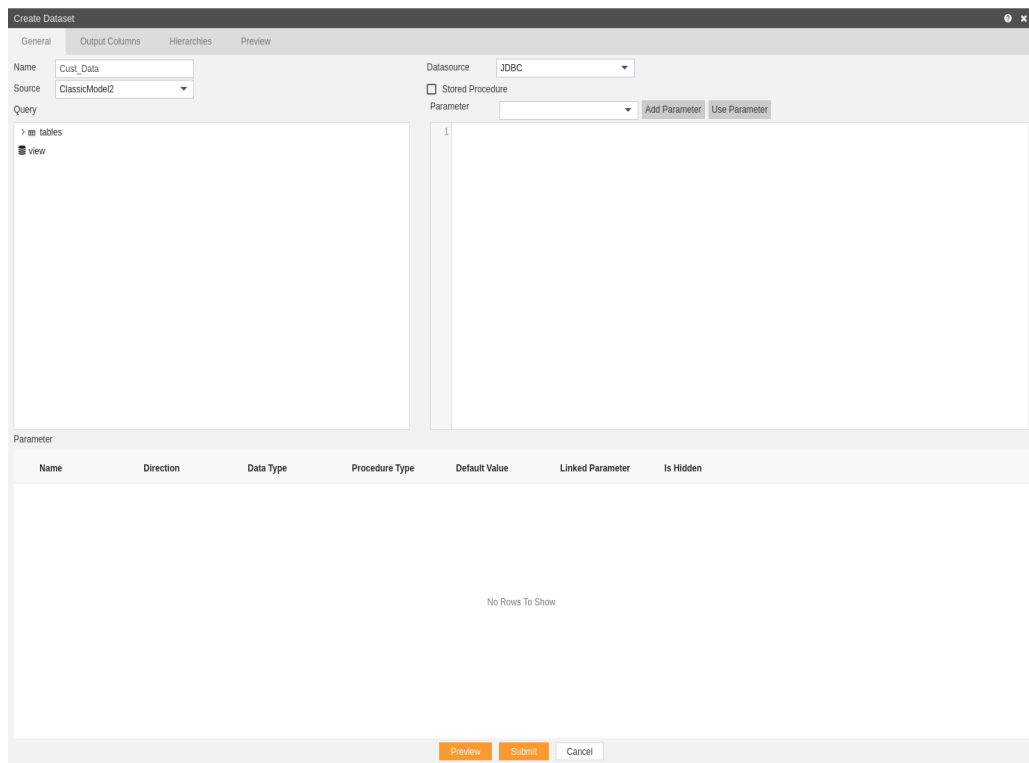 Create Dataset
General Output Columns Hierarchies Preview
Name Cust_Data Datasource JDBC
Source ClassicModel2 Stored Procedure
Query Parameter Add Parameter Use Parameter
tables 1
view
Parameter
Name Direction Data Type Procedure Type Default Value Linked Parameter Is Hidden
No Rows To Show
Preview Submit Cancel